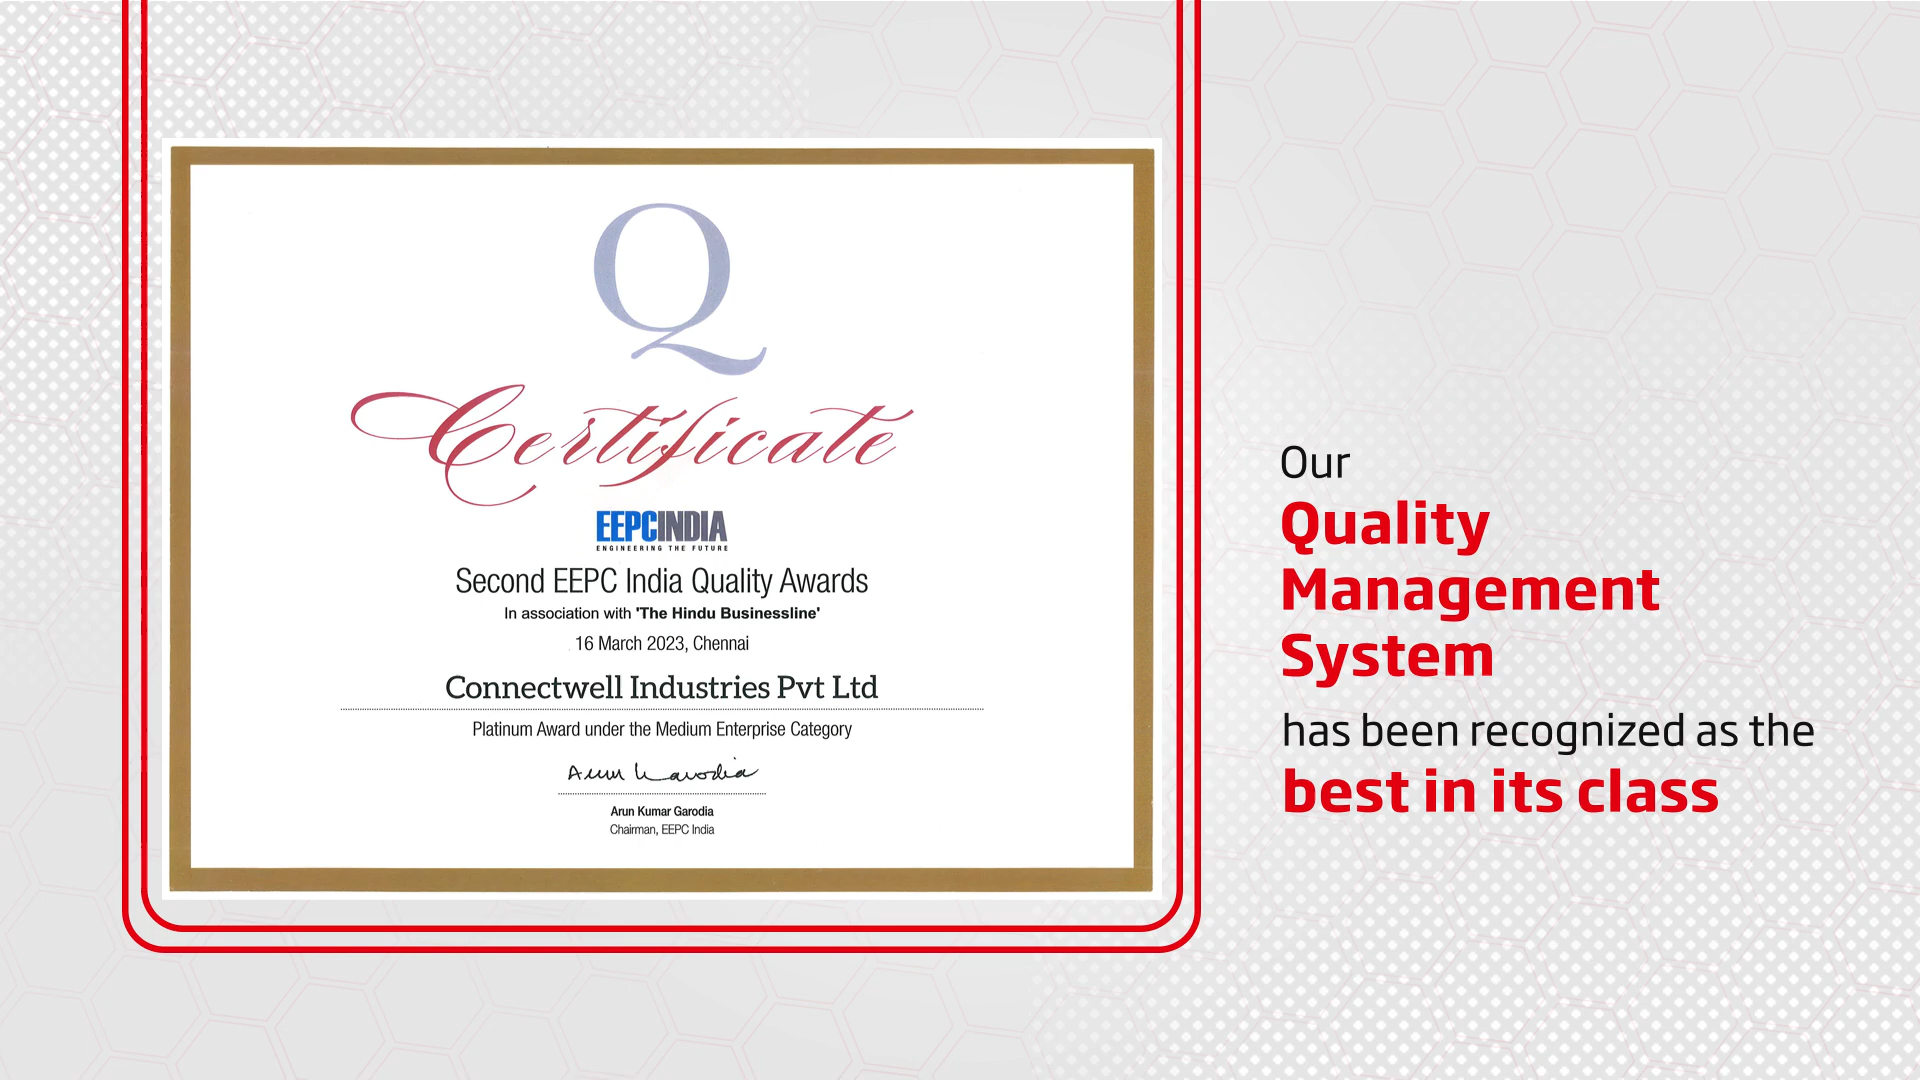 Q
Certificate
EEPCINDIA
ENGINEERING THE FUTURE
Second EEPC India Quality Awards
In association with 'The Hindu Businessline'
16 March 2023, Chennai
Connectwell Industries Pvt Ltd
Platinum Award under the Medium Enterprise Category
Arun Garodia
Arun Kumar Garodia
Chairman, EEPC India
Our
Quality
Management
System
has been recognized as the
best in its class